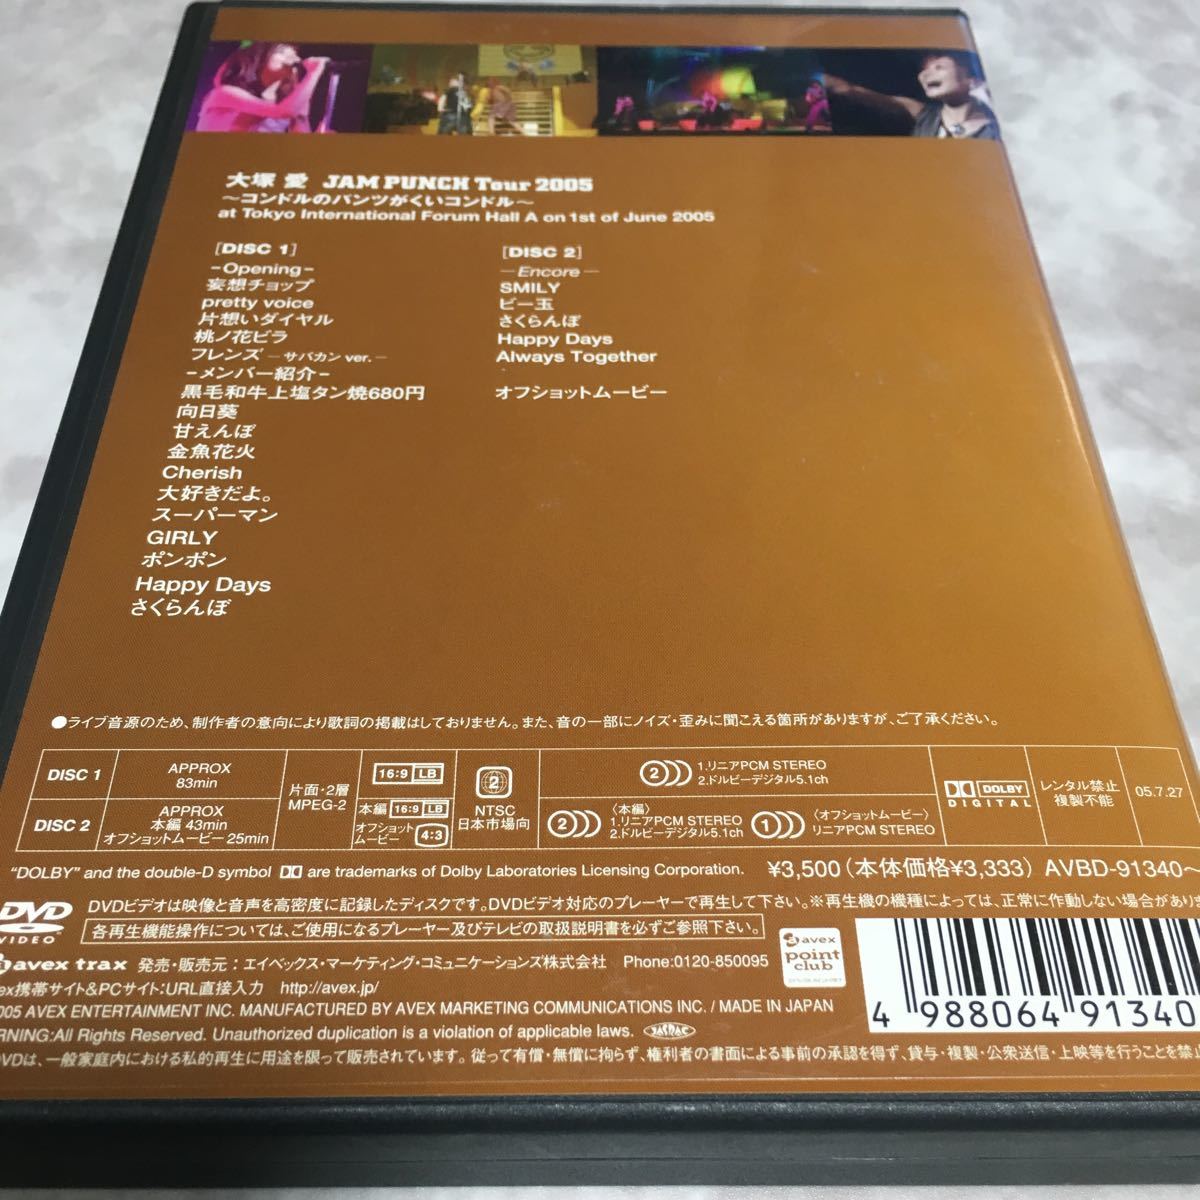 大塚 愛 JAM PUNCH Tour 2005
〜コンドルのパンツがくいコンドル〜
at Tokyo International Forum Hall A on 1st of June 2005
[DISC 1]
-Opening-
妄想チョップ
pretty voice
片想いダイヤル
桃ノ花ビラ
フレンズ －サバカン ver.－
-メンバー紹介-
黒毛和牛上塩タン焼680円
向日葵
甘えんぼ
金魚花火
Cherish
大好きだよ。
スーパーマン
GIRLY
ポンポン
Happy Days
さくらんぼ
[DISC 2]
－Encore－
SMILY
ビー玉
さくらんぼ
Happy Days
Always Together
オフショットムービー
●ライブ音源のため、制作者の意向により歌詞の掲載はしておりません。また、音の一部にノイズ・歪みに聞こえる箇所がありますが、ご了承ください。
DISC 1
APPROX
83min
DISC 2
APPROX
本編 43min
オフショットムービー 25min
片面・2層
MPEG-2
16:9 LB
本編 16:9 LB
オフショット
ムービー 4:3
2
NTSC
日本市場向
2 1.リニアPCM STEREO
2.ドルビーデジタル5.1ch
2 〈本編〉
1.リニアPCM STEREO
2.ドルビーデジタル5.1ch
1 〈オフショットムービー〉
リニアPCM STEREO
DOLBY
DIGITAL
レンタル禁止
複製不能
05.7.27
"DOLBY" and the double-D symbol are trademarks of Dolby Laboratories Licensing Corporation.
¥3,500（本体価格¥3,333） AVBD-91340〜
DVD
VIDEO
DVDビデオは映像と音声を高密度に記録したディスクです。DVDビデオ対応のプレーヤーで再生して下さい。※再生機の機種によっては、正常に作動しない場合があります
各再生機能操作については、ご使用になるプレーヤー及びテレビの取扱説明書を必ずご参照下さい。
avex trax 発売・販売元：エイベックス・マーケティング・コミュニケーションズ株式会社 Phone:0120-850095
ex携帯サイト&PCサイト:URL直接入力 http://avex.jp/
005 AVEX ENTERTAINMENT INC. MANUFACTURED BY AVEX MARKETING COMMUNICATIONS INC. / MADE IN JAPAN
ARNING:All Rights Reserved. Unauthorized duplication is a violation of applicable laws. JASRAC
DVDは、一般家庭内における私的再生に用途を限って販売されています。従って有償・無償に拘らず、権利者の書面による事前の承認を得ず、貸与・複製・公衆送信・上映等を行うことを禁止
avex
point
club
4 988064 91340